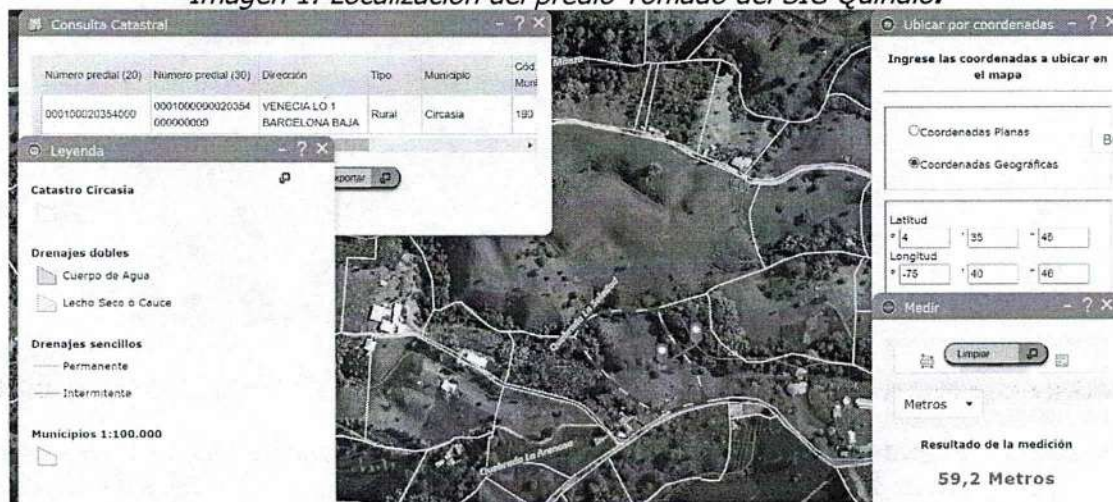 Imagen 1. Localización del predio Tomado del SIG Quindío.
Consulta Catastral
Número predial (20) Número predial (30) Dirección Tipo Municipio Cód
000100020354000
0001000000020354
000000000
VENECIA LO 1
BARCELONA BAJA
Rural
Circasia
190
Exportar
Leyenda
Catastro Circasia
Drenajes dobles
Cuerpo de Agua
Lecho Seco o Cauce
Drenajes sencillos
Permanente
Intermitente
Municipios 1:100.000
Quebrada La Arenosa
Ubicar por coordenadas
Ingrese las coordenadas a ubicar en
el mapa
Coordenadas Planas
Coordenadas Geográficas
Latitud
° 4 ' 35 " 45
Longitud
° -75 ' 40 " 46
Medir
Limpiar
Metros
Resultado de la medición
59,2 Metros